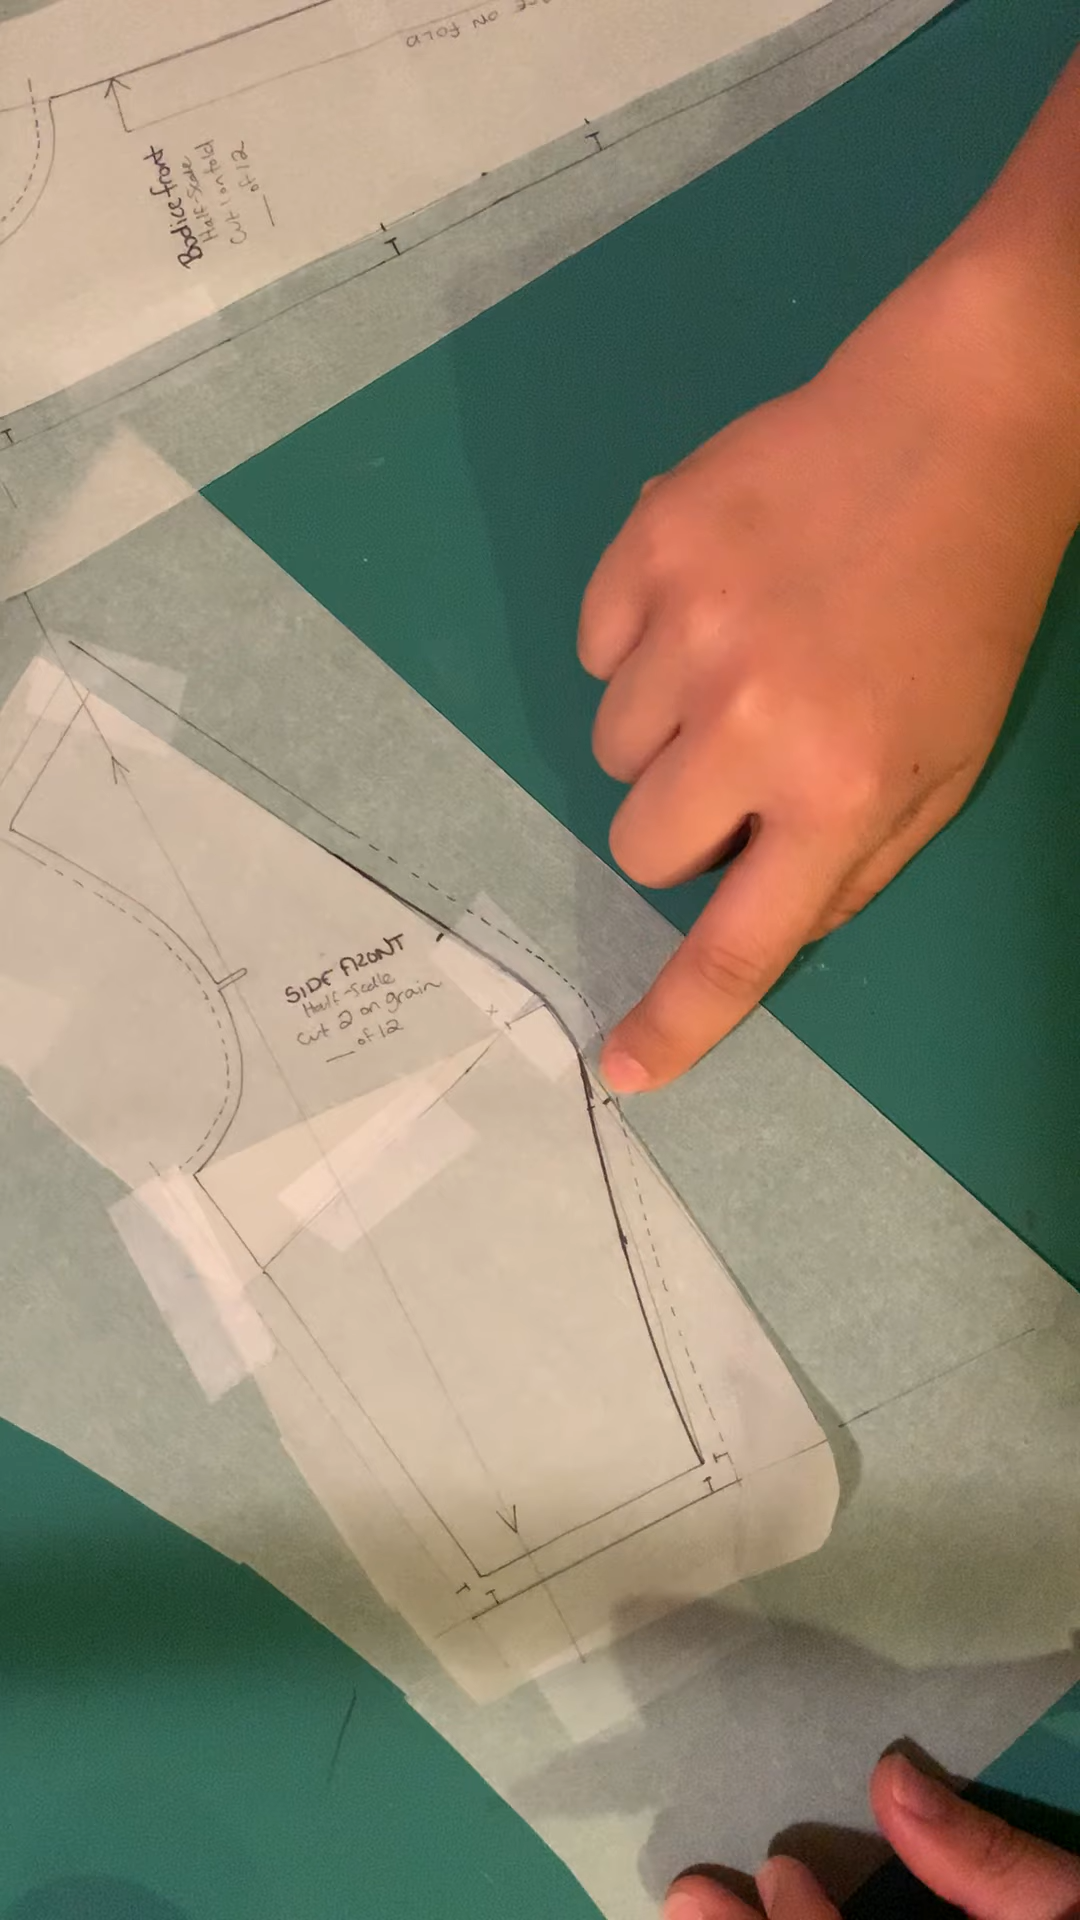 ON FOLD
Bodice front
Half-Scale
Cut 1 on fold
__ of 12
SIDE FRONT
Half-Scale
cut 2 on grain
__ of 12
x